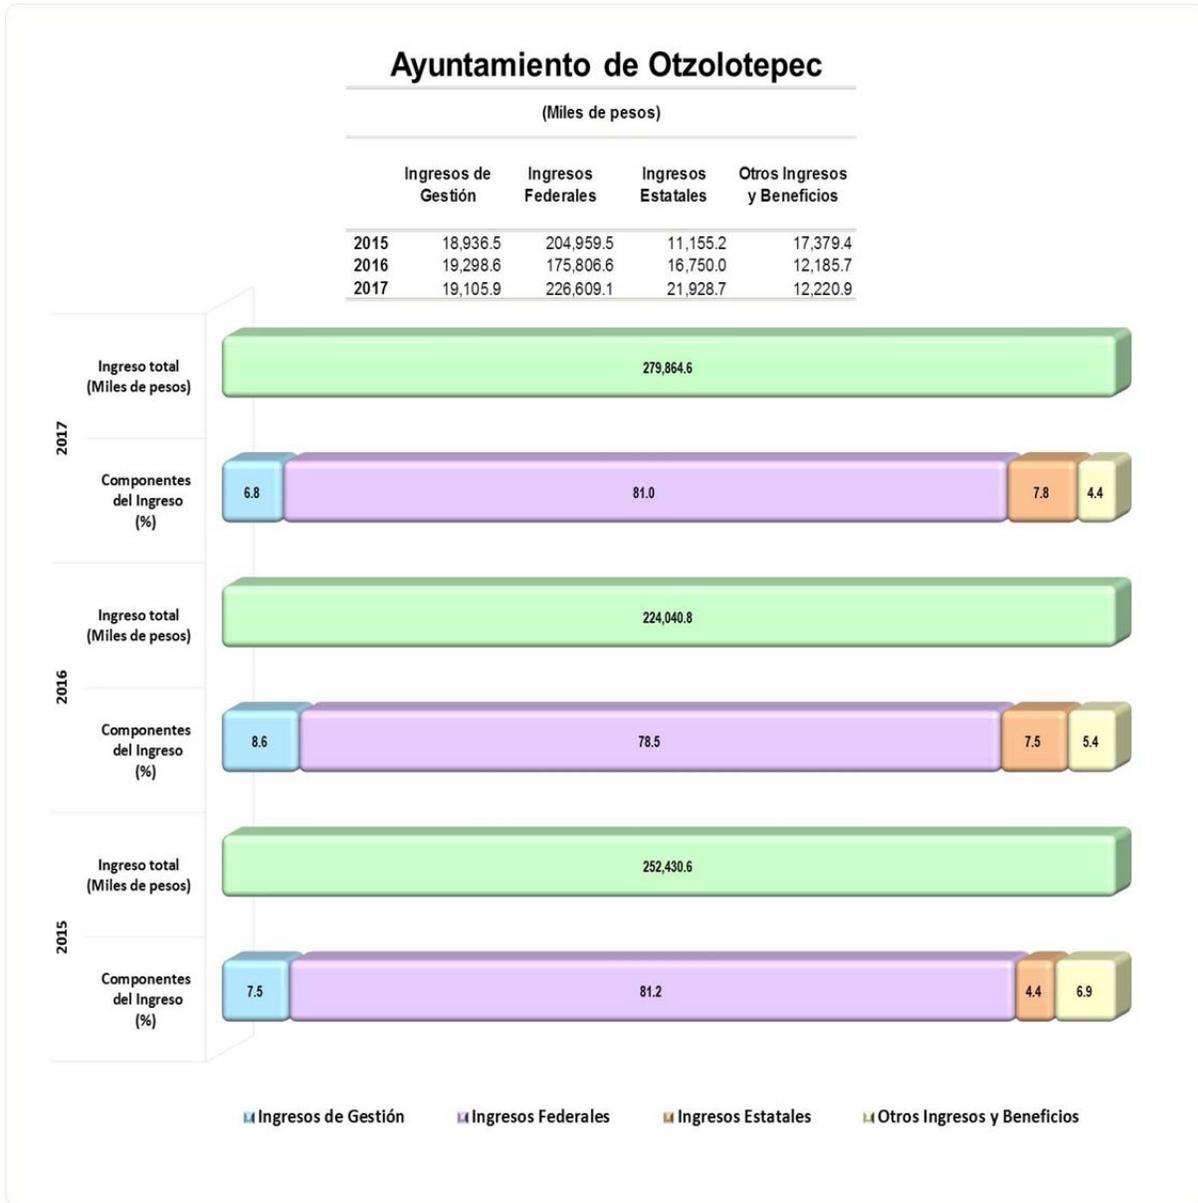 Ayuntamiento de Otzolotepec
(Miles de pesos)
Ingresos de Ingresos Ingresos Otros Ingresos
Gestión Federales Estatales y Beneficios
2015 18,936.5 204,959.5 11,155.2 17,379.4
2016 19,298.6 175,806.6 16,750.0 12,185.7
2017 19,105.9 226,609.1 21,928.7 12,220.9
2017
Ingreso total
(Miles de pesos)
279,864.6
Componentes
del Ingreso
(%)
6.8 81.0 7.8 4.4
2016
Ingreso total
(Miles de pesos)
224,040.8
Componentes
del Ingreso
(%)
8.6 78.5 7.5 5.4
2015
Ingreso total
(Miles de pesos)
252,430.6
Componentes
del Ingreso
(%)
7.5 81.2 4.4 6.9
Ingresos de Gestión Ingresos Federales Ingresos Estatales Otros Ingresos y Beneficios